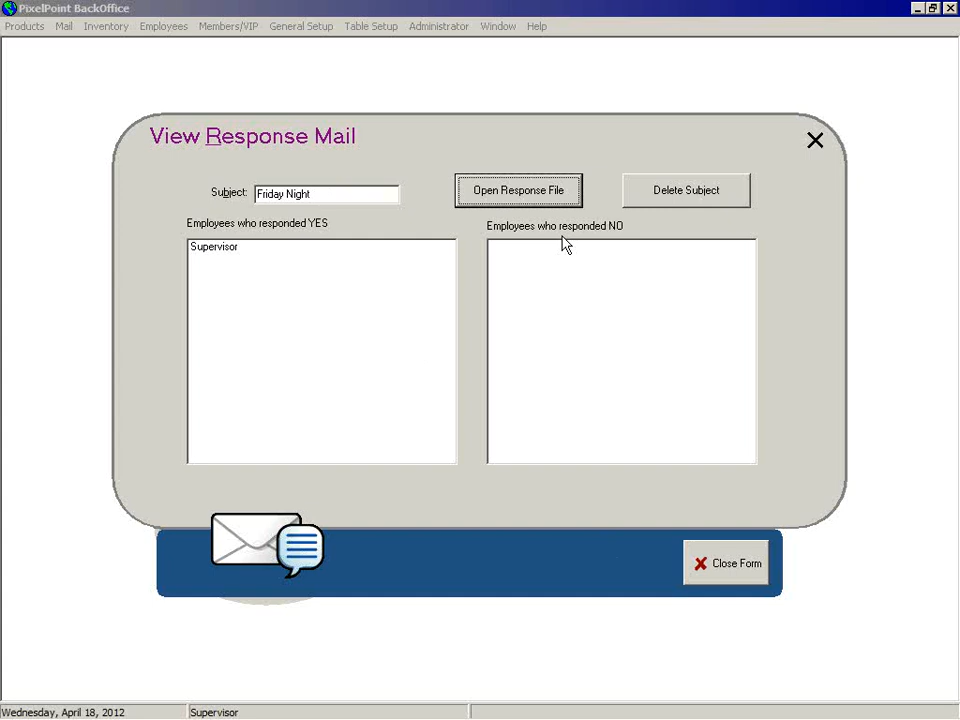 PixelPoint BackOffice
Products Mail Inventory Employees Members/VIP General Setup Table Setup Administrator Window Help
View Response Mail
Subject: Friday Night Open Response File Delete Subject
Employees who responded YES Employees who responded NO
Supervisor
Close Form
Wednesday, April 18, 2012 Supervisor